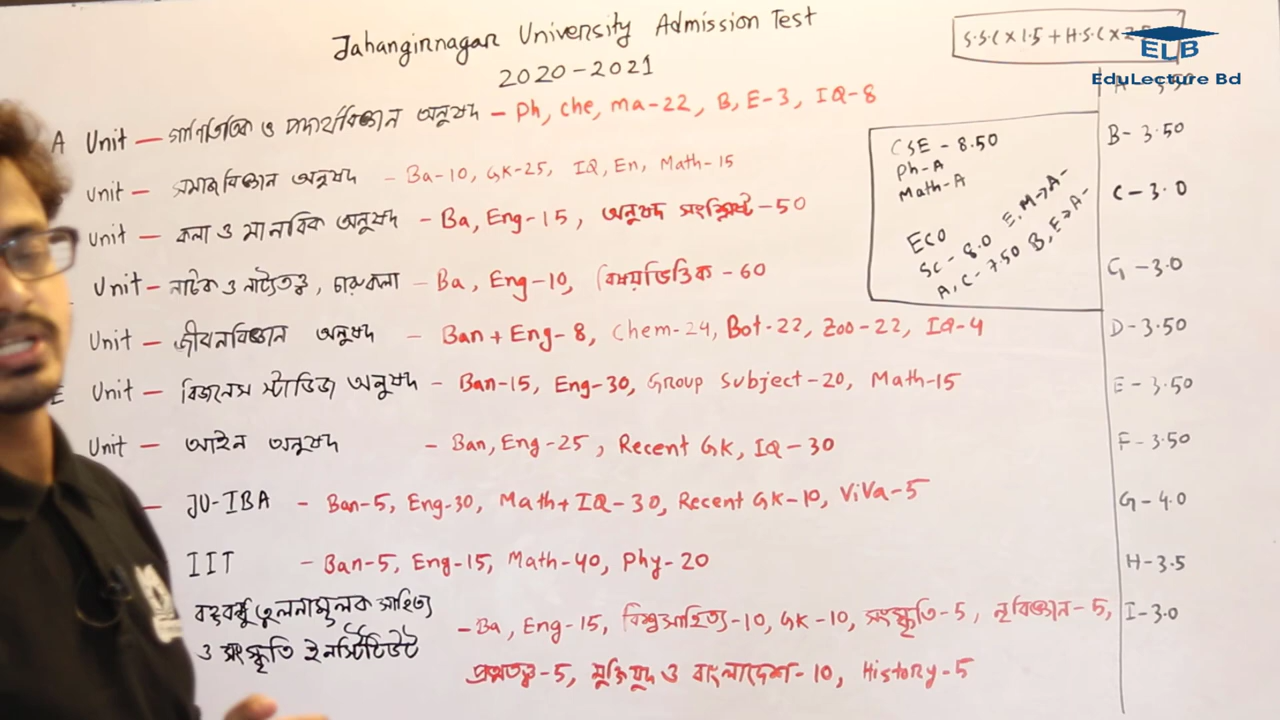 Jahangirnagar University Admission Test
2020-2021
S.S.C X 1.5 + H.S.C X
ELB
EduLecture Bd
A Unit — গাণিতিক ও পদার্থবিজ্ঞান অনুষদ - Ph, Che, Ma-22, B, E-3, IQ-8
Unit — সমাজবিজ্ঞান অনুষদ - Ba-10, GK-25, IQ, En, Math-15
Unit — কলা ও মানবিক অনুষদ - Ba, Eng-15, অনুষদ সংশ্লিষ্ট-50
Unit - নাটক ও নাট্যতত্ত্ব, চারুকলা - Ba, Eng-10, বিষয়ভিত্তিক-60
Unit — জীববিজ্ঞান অনুষদ - Ban+Eng-8, Chem-24, Bot-22, Zoo-22, IQ-4
E Unit — বিজনেস স্টাডিজ অনুষদ - Ban-15, Eng-30, Group Subject-20, Math-15
Unit — আইন অনুষদ - Ban, Eng-25, Recent GK, IQ-30
— JU-IBA - Ban-5, Eng-30, Math+IQ-30, Recent GK-10, ViVa-5
IIT - Ban-5, Eng-15, Math-40, Phy-20
বঙ্গবন্ধু তুলনামূলক সাহিত্য
ও সংস্কৃতি ইনস্টিটিউট
- Ba, Eng-15, বিশ্বসাহিত্য-10, GK-10, সংস্কৃতি-5, নৃবিজ্ঞান-5,
প্রত্নতত্ত্ব-5, মুক্তিযুদ্ধ ও বাংলাদেশ-10, History-5
CSE - 8.50
Ph-A
Math-A
Eco
Sc - 8.0 E, M→A-
A, C-7.50 B, E→A-
B-3.50
C-3.0
G-3.0
D-3.50
E-3.50
F-3.50
G-4.0
H-3.5
I-3.0